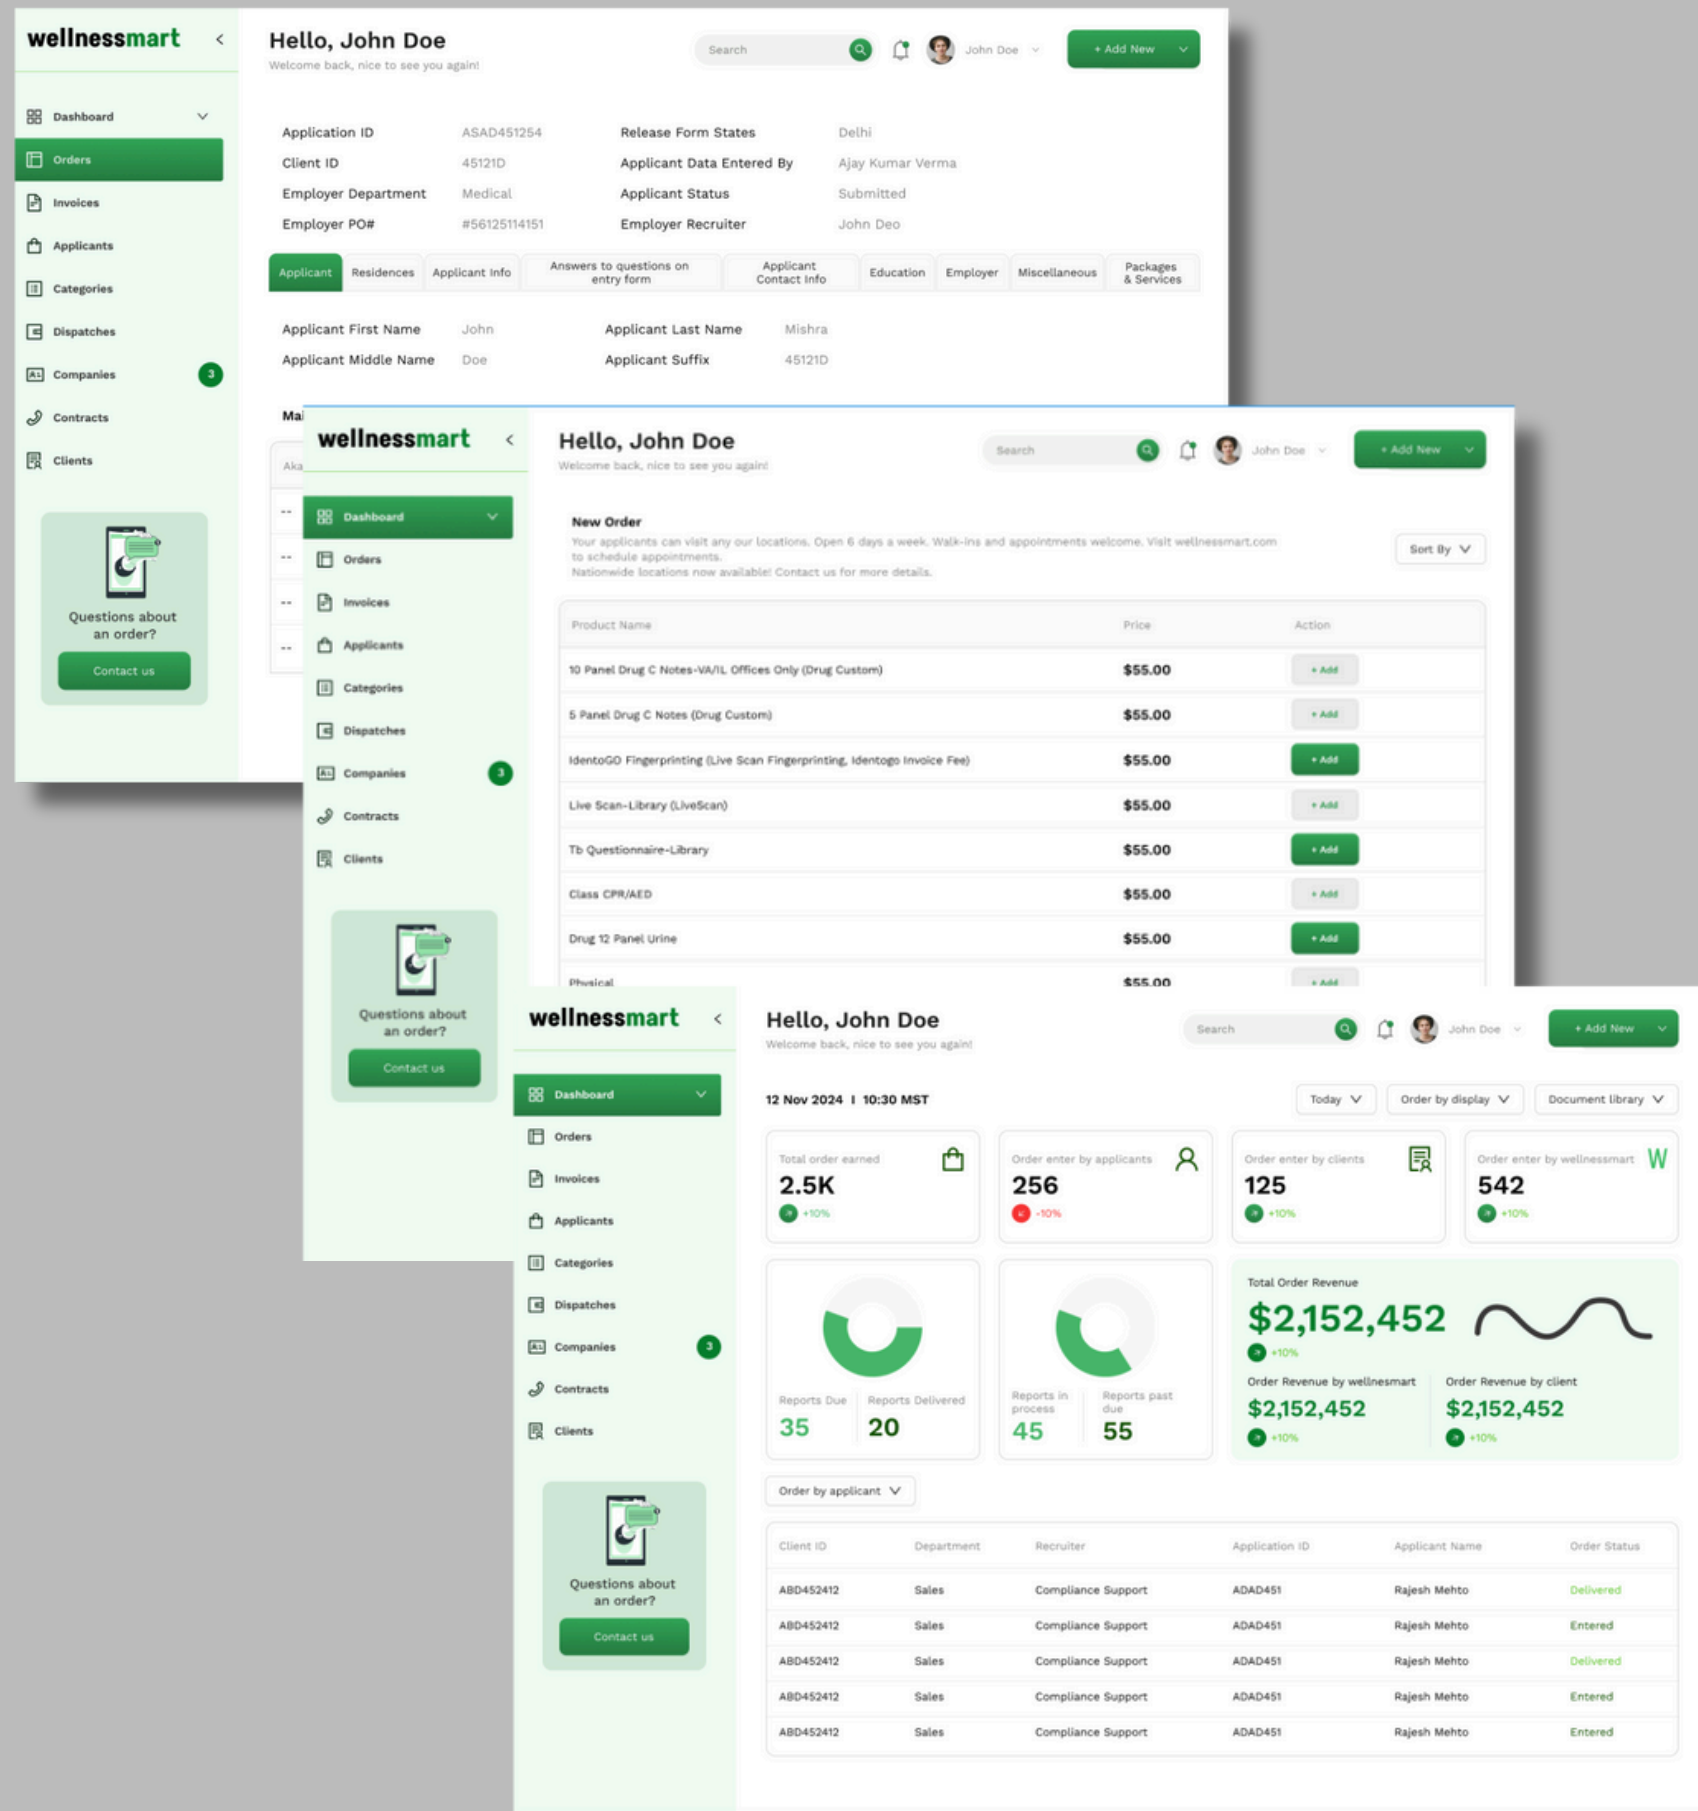 wellnessmart
Hello, John Doe
Welcome back, nice to see you again!
Search
John Doe
+ Add New
Dashboard
Orders
Invoices
Applicants
Categories
Dispatches
Companies 3
Contracts
Clients
Questions about
an order?
Contact us
Application ID ASAD451254 Release Form States Delhi
Client ID 45121D Applicant Data Entered By Ajay Kumar Verma
Employer Department Medical Applicant Status Submitted
Employer PO# #56125114151 Employer Recruiter John Deo
Applicant Residences Applicant Info Answers to questions on entry form Applicant Contact Info Education Employer Miscellaneous Packages & Services
Applicant First Name John Applicant Last Name Mishra
Applicant Middle Name Doe Applicant Suffix 45121D
Mai
Aka
--
--
--
--
wellnessmart
Hello, John Doe
Welcome back, nice to see you again!
Search
John Doe
+ Add New
Dashboard
Orders
Invoices
Applicants
Categories
Dispatches
Companies 3
Contracts
Clients
Questions about
an order?
Contact us
New Order
Your applicants can visit any our locations. Open 6 days a week. Walk-ins and appointments welcome. Visit wellnessmart.com
to schedule appointments.
Nationwide locations now available! Contact us for more details.
Sort By
Product Name Price Action
10 Panel Drug C Notes-VA/IL Offices Only (Drug Custom) $55.00 + Add
5 Panel Drug C Notes (Drug Custom) $55.00 + Add
IdentoGO Fingerprinting (Live Scan Fingerprinting, Identogo Invoice Fee) $55.00 + Add
Live Scan-Library (LiveScan) $55.00 + Add
Tb Questionnaire-Library $55.00 + Add
Class CPR/AED $55.00 + Add
Drug 12 Panel Urine $55.00 + Add
Physical $55.00 + Add
wellnessmart
Hello, John Doe
Welcome back, nice to see you again!
Search
John Doe
+ Add New
Dashboard
Orders
Invoices
Applicants
Categories
Dispatches
Companies 3
Contracts
Clients
Questions about
an order?
Contact us
12 Nov 2024 | 10:30 MST
Today
Order by display
Document library
Total order earned
2.5K
+10%
Order enter by applicants
256
-10%
Order enter by clients
125
+10%
Order enter by wellnessmart
W
542
+10%
Reports Due
35
Reports Delivered
20
Reports in
process
45
Reports past
due
55
Total Order Revenue
$2,152,452
+10%
Order Revenue by wellnesmart
$2,152,452
+10%
Order Revenue by client
$2,152,452
+10%
Order by applicant
Client ID Department Recruiter Application ID Applicant Name Order Status
ABD452412 Sales Compliance Support ADAD451 Rajesh Mehto Delivered
ABD452412 Sales Compliance Support ADAD451 Rajesh Mehto Entered
ABD452412 Sales Compliance Support ADAD451 Rajesh Mehto Delivered
ABD452412 Sales Compliance Support ADAD451 Rajesh Mehto Entered
ABD452412 Sales Compliance Support ADAD451 Rajesh Mehto Entered